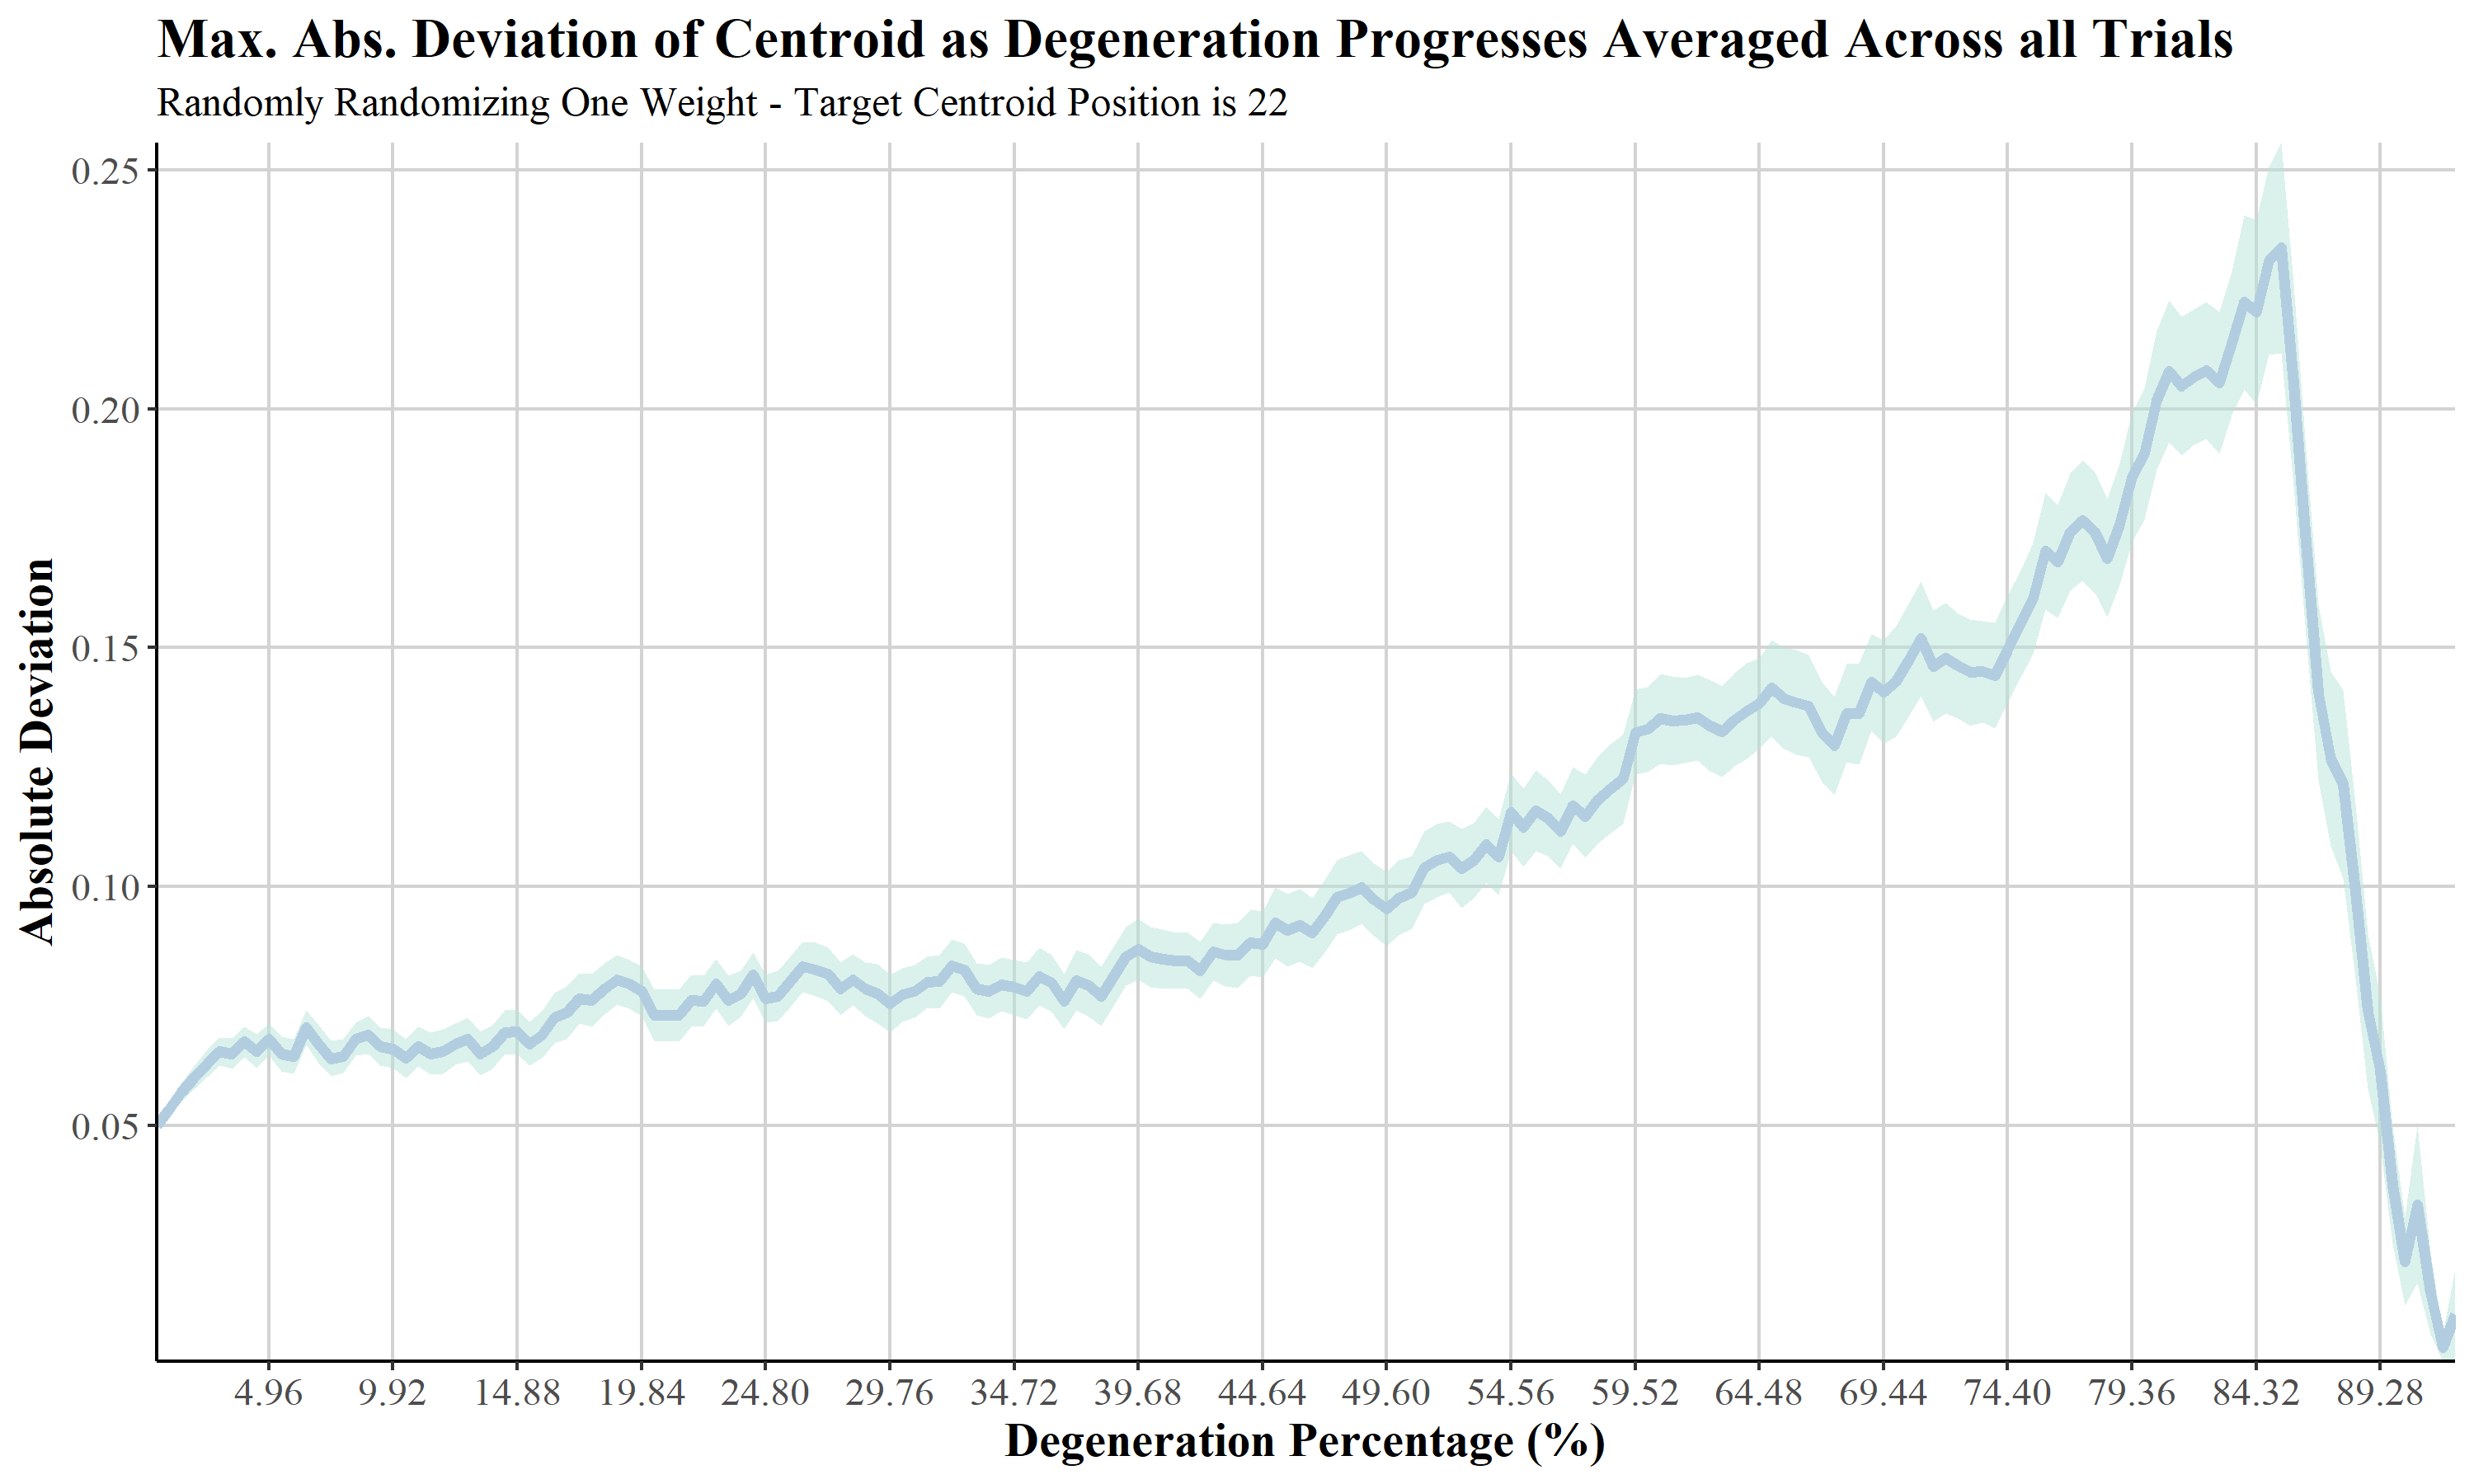 Max. Abs. Deviation of Centroid as Degeneration Progresses Averaged Across all Trials
Randomly Randomizing One Weight - Target Centroid Position is 22
Absolute Deviation
0.25
0.20
0.15
0.10
0.05
4.96 9.92 14.88 19.84 24.80 29.76 34.72 39.68 44.64 49.60 54.56 59.52 64.48 69.44 74.40 79.36 84.32 89.28
Degeneration Percentage (%)